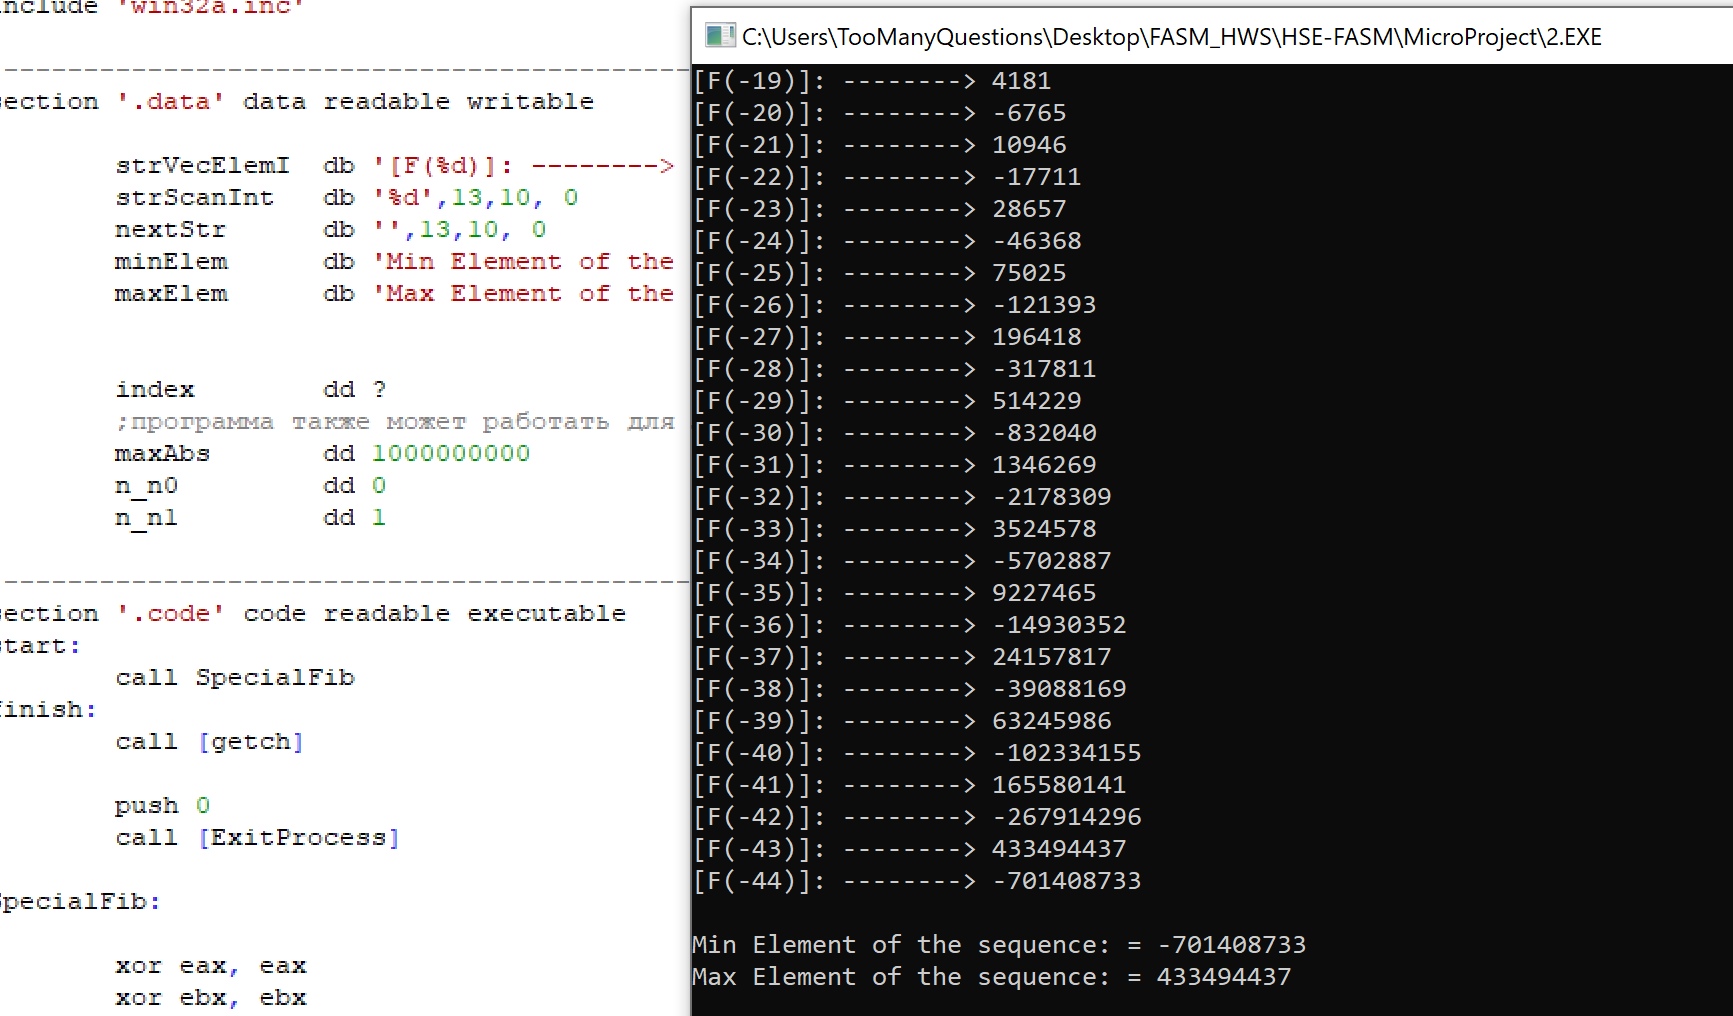 include 'win32a.inc'
--------------------------------------------
section '.data' data readable writable
strVecElemI db '[F(%d)]: -------->
strScanInt db '%d',13,10, 0
nextStr db '',13,10, 0
minElem db 'Min Element of the
maxElem db 'Max Element of the
index dd ?
;программа также может работать для
maxAbs dd 1000000000
n_n0 dd 0
n_n1 dd 1
--------------------------------------------
section '.code' code readable executable
start:
call SpecialFib
finish:
call [getch]
push 0
call [ExitProcess]
SpecialFib:
xor eax, eax
xor ebx, ebx
C:\Users\TooManyQuestions\Desktop\FASM_HWS\HSE-FASM\MicroProject\2.EXE
[F(-19)]: --------> 4181
[F(-20)]: --------> -6765
[F(-21)]: --------> 10946
[F(-22)]: --------> -17711
[F(-23)]: --------> 28657
[F(-24)]: --------> -46368
[F(-25)]: --------> 75025
[F(-26)]: --------> -121393
[F(-27)]: --------> 196418
[F(-28)]: --------> -317811
[F(-29)]: --------> 514229
[F(-30)]: --------> -832040
[F(-31)]: --------> 1346269
[F(-32)]: --------> -2178309
[F(-33)]: --------> 3524578
[F(-34)]: --------> -5702887
[F(-35)]: --------> 9227465
[F(-36)]: --------> -14930352
[F(-37)]: --------> 24157817
[F(-38)]: --------> -39088169
[F(-39)]: --------> 63245986
[F(-40)]: --------> -102334155
[F(-41)]: --------> 165580141
[F(-42)]: --------> -267914296
[F(-43)]: --------> 433494437
[F(-44)]: --------> -701408733
Min Element of the sequence: = -701408733
Max Element of the sequence: = 433494437